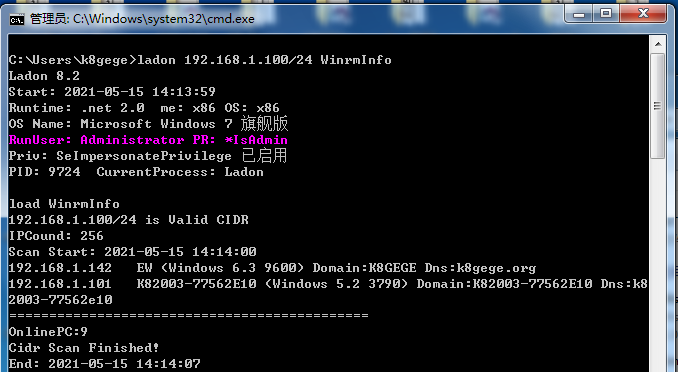 管理员: C:\Windows\system32\cmd.exe
C:\Users\k8gege>ladon 192.168.1.100/24 WinrmInfo
Ladon 8.2
Start: 2021-05-15 14:13:59
Runtime: .net 2.0  me: x86 OS: x86
OS Name: Microsoft Windows 7 旗舰版
RunUser: Administrator PR: *IsAdmin
Priv: SeImpersonatePrivilege 已启用
PID: 9724  CurrentProcess: Ladon
load WinrmInfo
192.168.1.100/24 is Valid CIDR
IPCount: 256
Scan Start: 2021-05-15 14:14:00
192.168.1.142   EW (Windows 6.3 9600) Domain:K8GEGE Dns:k8gege.org
192.168.1.101   K82003-77562E10 (Windows 5.2 3790) Domain:K82003-77562E10 Dns:k8
2003-77562e10
=============================================
OnlinePC:9
Cidr Scan Finished!
End: 2021-05-15 14:14:07